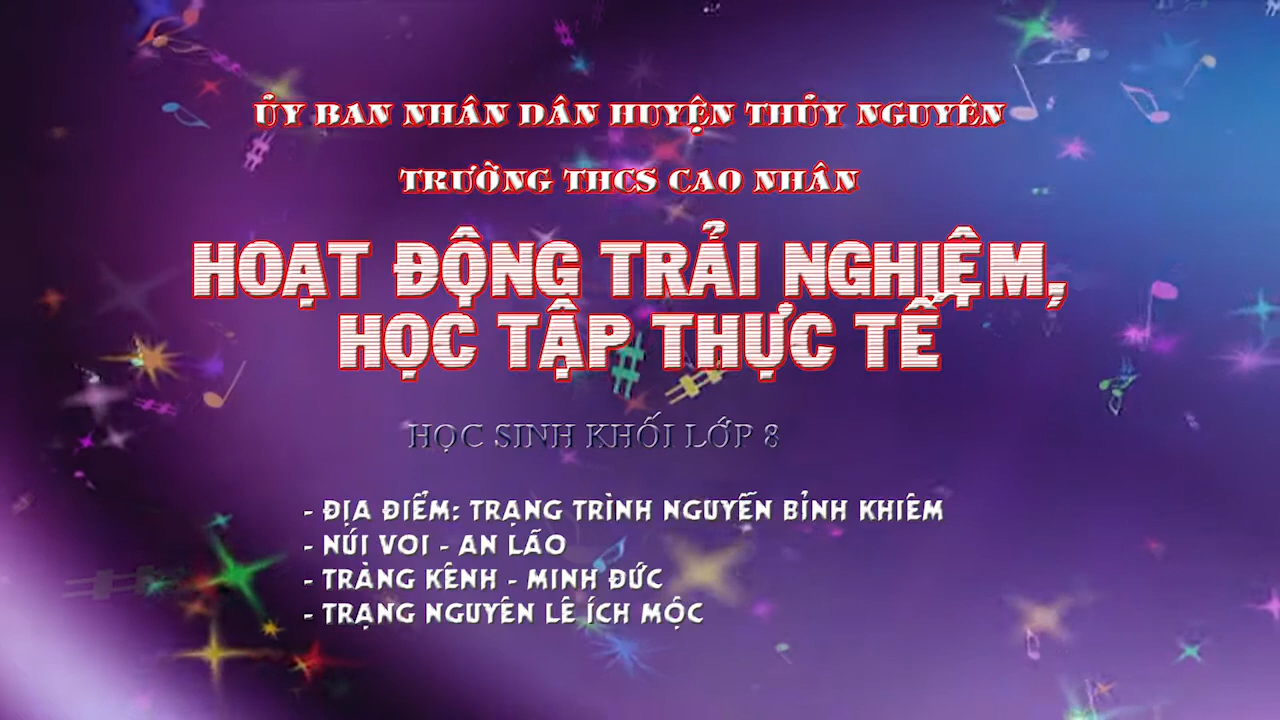 ỦY BAN NHÂN DÂN HUYỆN THỦY NGUYÊN
TRƯỜNG THCS CAO NHÂN
HOẠT ĐỘNG TRẢI NGHIỆM,
HỌC TẬP THỰC TẾ
HỌC SINH KHỐI LỚP 8
- ĐỊA ĐIỂM: TRẠNG TRÌNH NGUYỄN BỈNH KHIÊM
- NÚI VOI - AN LÃO
- TRÀNG KÊNH - MINH ĐỨC
- TRẠNG NGUYÊN LÊ ÍCH MỘC